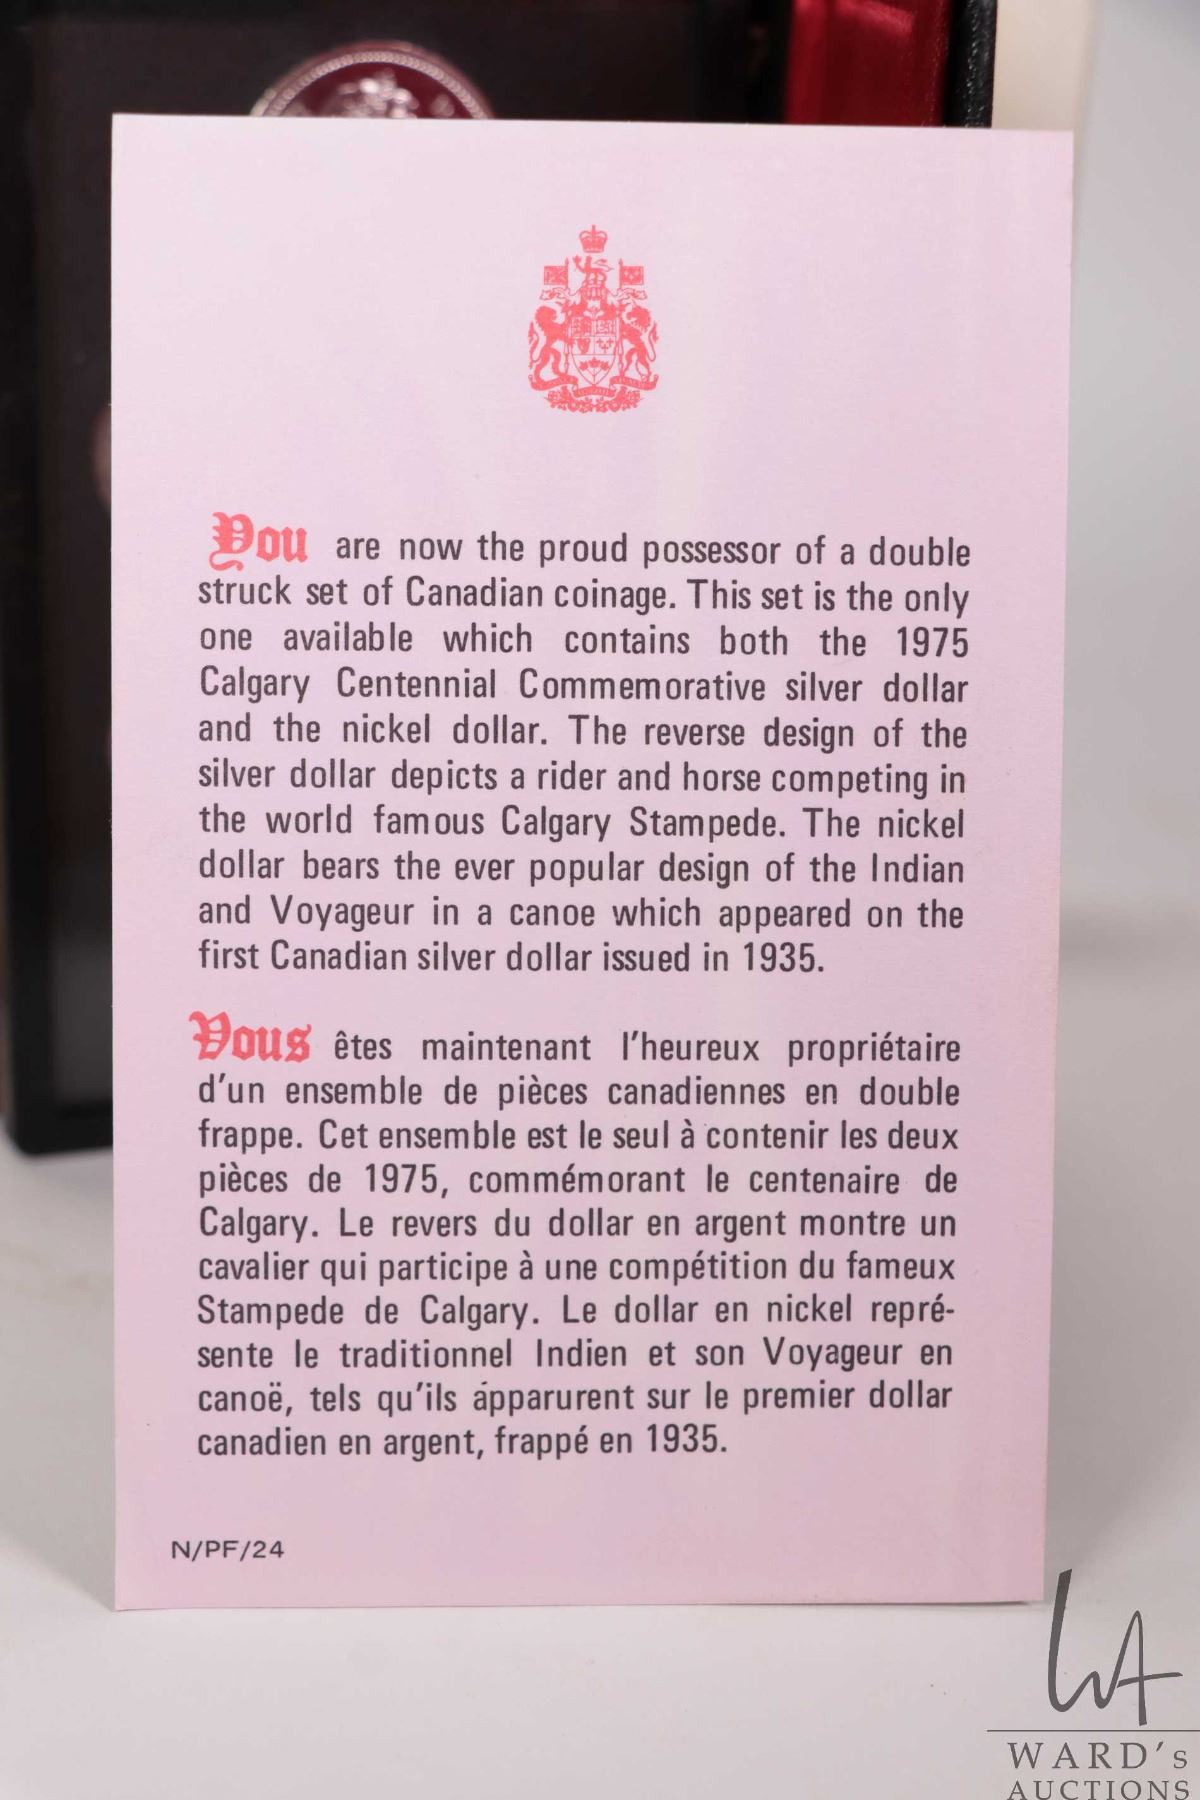 You are now the proud possessor of a double
struck set of Canadian coinage. This set is the only
one available which contains both the 1975
Calgary Centennial Commemorative silver dollar
and the nickel dollar. The reverse design of the
silver dollar depicts a rider and horse competing in
the world famous Calgary Stampede. The nickel
dollar bears the ever popular design of the Indian
and Voyageur in a canoe which appeared on the
first Canadian silver dollar issued in 1935.
Vous êtes maintenant l'heureux propriétaire
d'un ensemble de pièces canadiennes en double
frappe. Cet ensemble est le seul à contenir les deux
pièces de 1975, commémorant le centenaire de
Calgary. Le revers du dollar en argent montre un
cavalier qui participe à une compétition du fameux
Stampede de Calgary. Le dollar en nickel repré-
sente le traditionnel Indien et son Voyageur en
canoë, tels qu'ils apparurent sur le premier dollar
canadien en argent, frappé en 1935.
N/PF/24
WA
WARD's
AUCTIONS